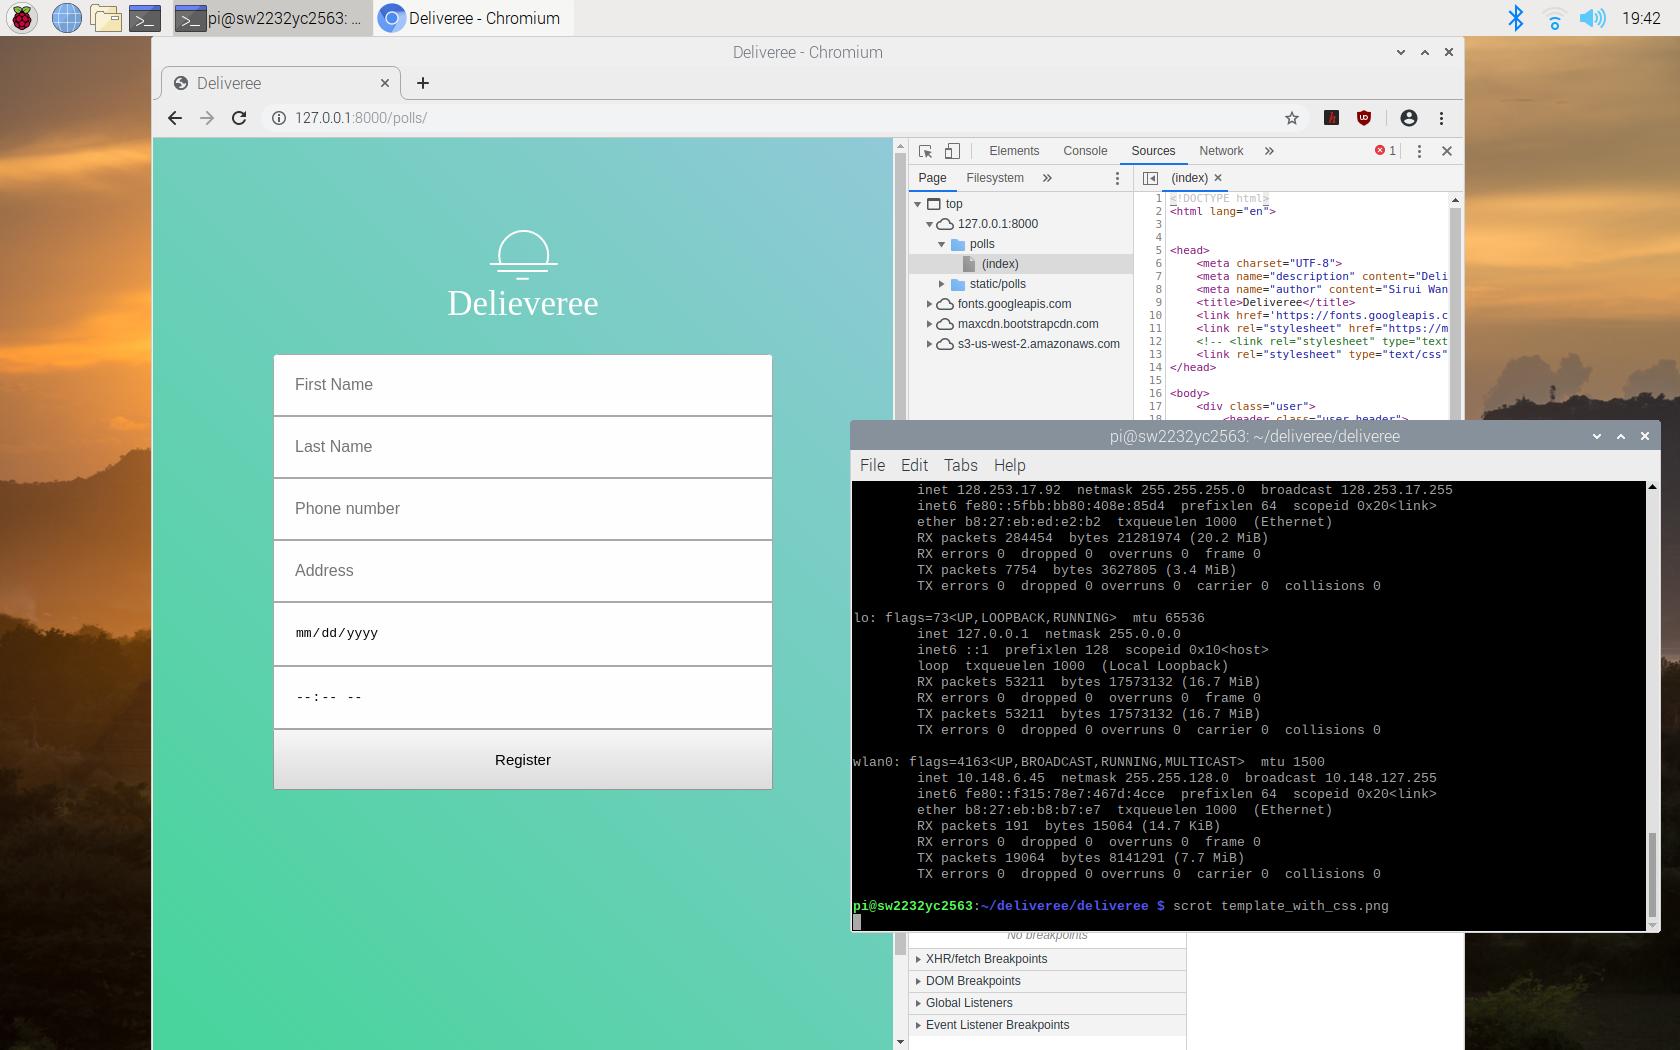 pi@sw2232yc2563: ...
Deliveree - Chromium
19:42
Deliveree - Chromium
Deliveree
127.0.0.1:8000/polls/
Delieveree
First Name
Last Name
Phone number
Address
mm/dd/yyyy
--:-- --
Register
Elements Console Sources Network » 1
Page Filesystem »
(index)
top
127.0.0.1:8000
polls
(index)
static/polls
fonts.googleapis.com
maxcdn.bootstrapcdn.com
s3-us-west-2.amazonaws.com
1 <!DOCTYPE html>
2 <html lang="en">
3
4
5 <head>
6 <meta charset="UTF-8">
7 <meta name="description" content="Deli
8 <meta name="author" content="Sirui Wan
9 <title>Deliveree</title>
10 <link href='https://fonts.googleapis.c
11 <link rel="stylesheet" href="https://m
12 <!-- <link rel="stylesheet" type="text
13 <link rel="stylesheet" type="text/css"
14 </head>
15
16 <body>
17 <div class="user">
18 <header class="user header">
pi@sw2232yc2563: ~/deliveree/deliveree
File Edit Tabs Help
inet 128.253.17.92 netmask 255.255.255.0 broadcast 128.253.17.255
inet6 fe80::5fbb:bb80:408e:85d4 prefixlen 64 scopeid 0x20<link>
ether b8:27:eb:ed:e2:b2 txqueuelen 1000 (Ethernet)
RX packets 284454 bytes 21281974 (20.2 MiB)
RX errors 0 dropped 0 overruns 0 frame 0
TX packets 7754 bytes 3627805 (3.4 MiB)
TX errors 0 dropped 0 overruns 0 carrier 0 collisions 0
lo: flags=73<UP,LOOPBACK,RUNNING> mtu 65536
inet 127.0.0.1 netmask 255.0.0.0
inet6 ::1 prefixlen 128 scopeid 0x10<host>
loop txqueuelen 1000 (Local Loopback)
RX packets 53211 bytes 17573132 (16.7 MiB)
RX errors 0 dropped 0 overruns 0 frame 0
TX packets 53211 bytes 17573132 (16.7 MiB)
TX errors 0 dropped 0 overruns 0 carrier 0 collisions 0
wlan0: flags=4163<UP,BROADCAST,RUNNING,MULTICAST> mtu 1500
inet 10.148.6.45 netmask 255.255.128.0 broadcast 10.148.127.255
inet6 fe80::f315:78e7:467d:4cce prefixlen 64 scopeid 0x20<link>
ether b8:27:eb:b8:b7:e7 txqueuelen 1000 (Ethernet)
RX packets 191 bytes 15064 (14.7 KiB)
RX errors 0 dropped 0 overruns 0 frame 0
TX packets 19064 bytes 8141291 (7.7 MiB)
TX errors 0 dropped 0 overruns 0 carrier 0 collisions 0
pi@sw2232yc2563:~/deliveree/deliveree $ scrot template_with_css.png
No breakpoints
XHR/fetch Breakpoints
DOM Breakpoints
Global Listeners
Event Listener Breakpoints